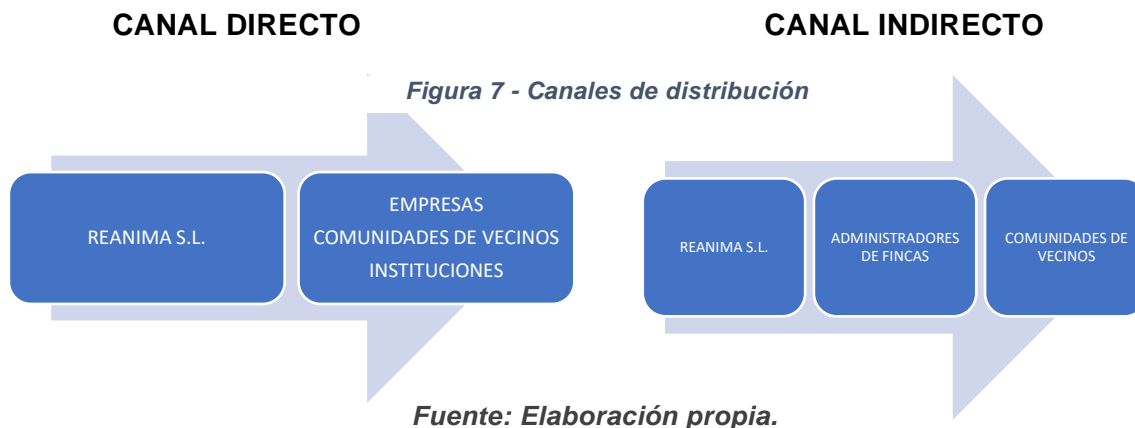 CANAL DIRECTO
CANAL INDIRECTO
Figura 7 - Canales de distribución
REANIMA S.L.
EMPRESAS
COMUNIDADES DE VECINOS
INSTITUCIONES
REANIMA S.L.
ADMINISTRADORES
DE FINCAS
COMUNIDADES DE
VECINOS
Fuente: Elaboración propia.